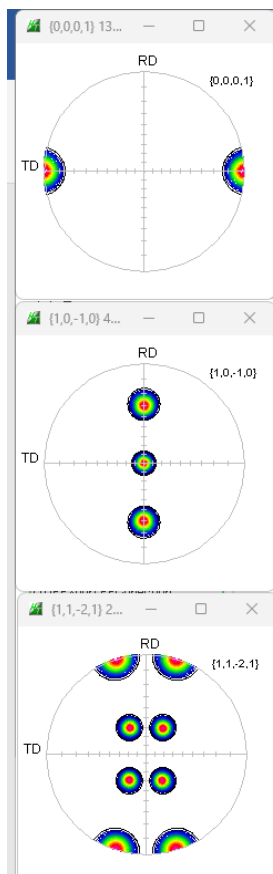 {0,0,0,1} 13...
RD
{0,0,0,1}
TD
{1,0,-1,0} 4...
RD
{1,0,-1,0}
TD
{1,1,-2,1} 2...
RD
{1,1,-2,1}
TD